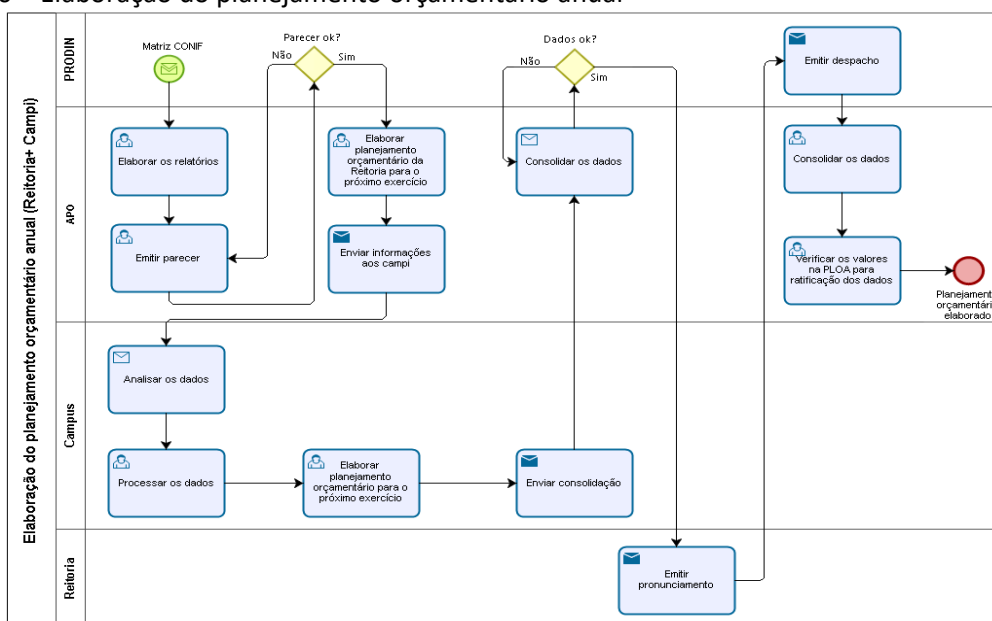 Elaboração do planejamento orçamentário anual
Elaboração do planejamento orçamentário anual (Reitoria+ Campi)
PRODIN
Matriz CONIF
Parecer ok?
Não
Sim
Dados ok?
Não
Sim
Emitir despacho
APO
Elaborar os relatórios
Elaborar
planejamento
orçamentário da
Reitoria para o
próximo exercício
Consolidar os dados
Consolidar os dados
Emitir parecer
Enviar informações
aos campi
Verificar os valores
na PLOA para
ratificação dos dados
Planejament
orçamentári
elaborado
Campus
Analisar os dados
Processar os dados
Elaborar
planejamento
orçamentário para o
próximo exercício
Enviar consolidação
Reitoria
Emitir
pronunciamento